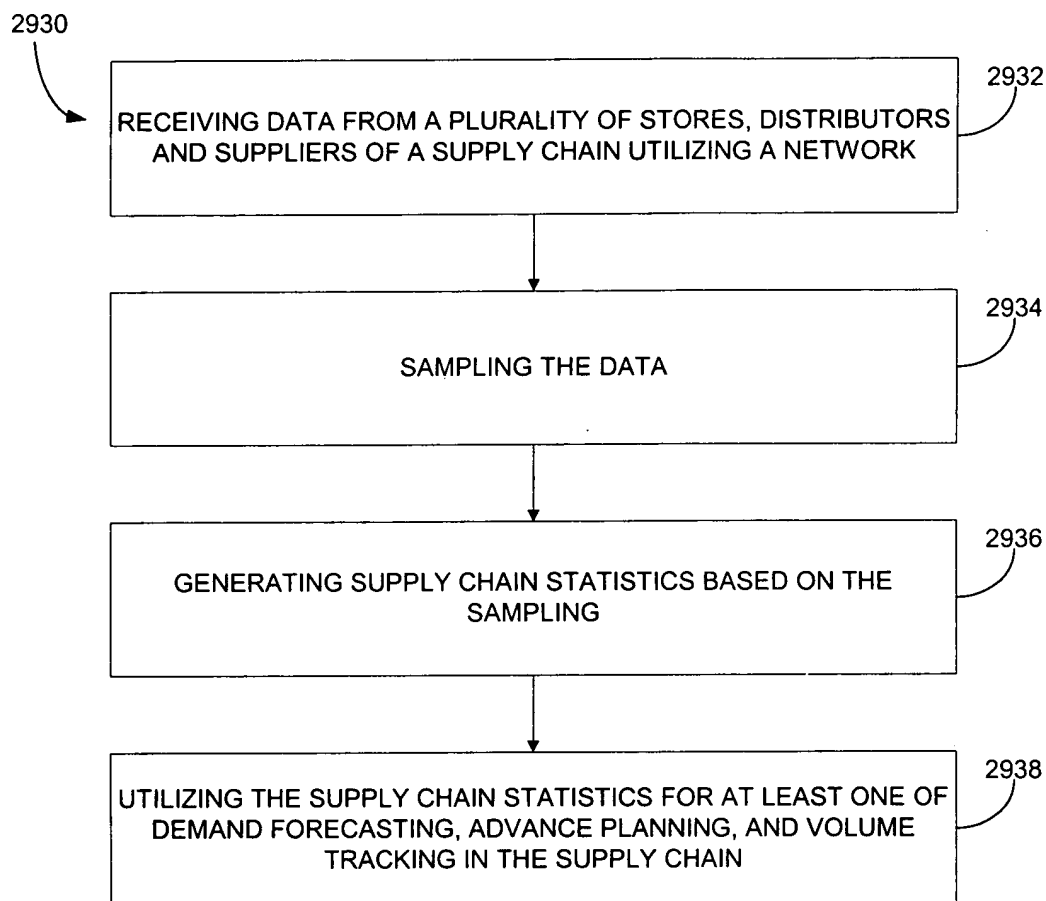 2930
2932
RECEIVING DATA FROM A PLURALITY OF STORES, DISTRIBUTORS
AND SUPPLIERS OF A SUPPLY CHAIN UTILIZING A NETWORK
2934
SAMPLING THE DATA
2936
GENERATING SUPPLY CHAIN STATISTICS BASED ON THE
SAMPLING
2938
UTILIZING THE SUPPLY CHAIN STATISTICS FOR AT LEAST ONE OF
DEMAND FORECASTING, ADVANCE PLANNING, AND VOLUME
TRACKING IN THE SUPPLY CHAIN